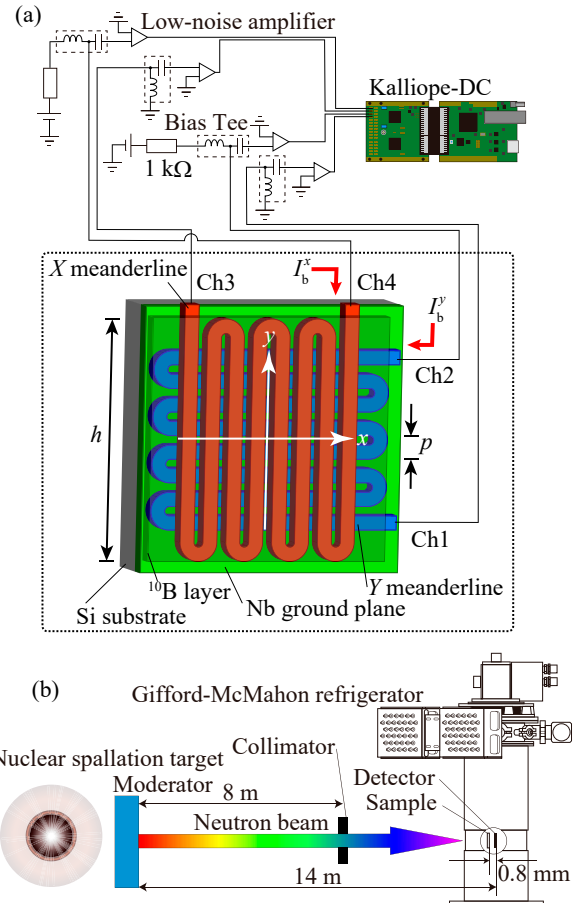 (a)
Low-noise amplifier
Kalliope-DC
Bias Tee
1 kΩ
X meanderline
Ch3
I_b^x
Ch4
I_b^y
Ch2
y
x
h
p
Ch1
¹⁰B layer
Y meanderline
Si substrate
Nb ground plane
(b)
Gifford-McMahon refrigerator
Nuclear spallation target
Collimator
Moderator
Detector
8 m
Sample
Neutron beam
14 m
0.8 mm